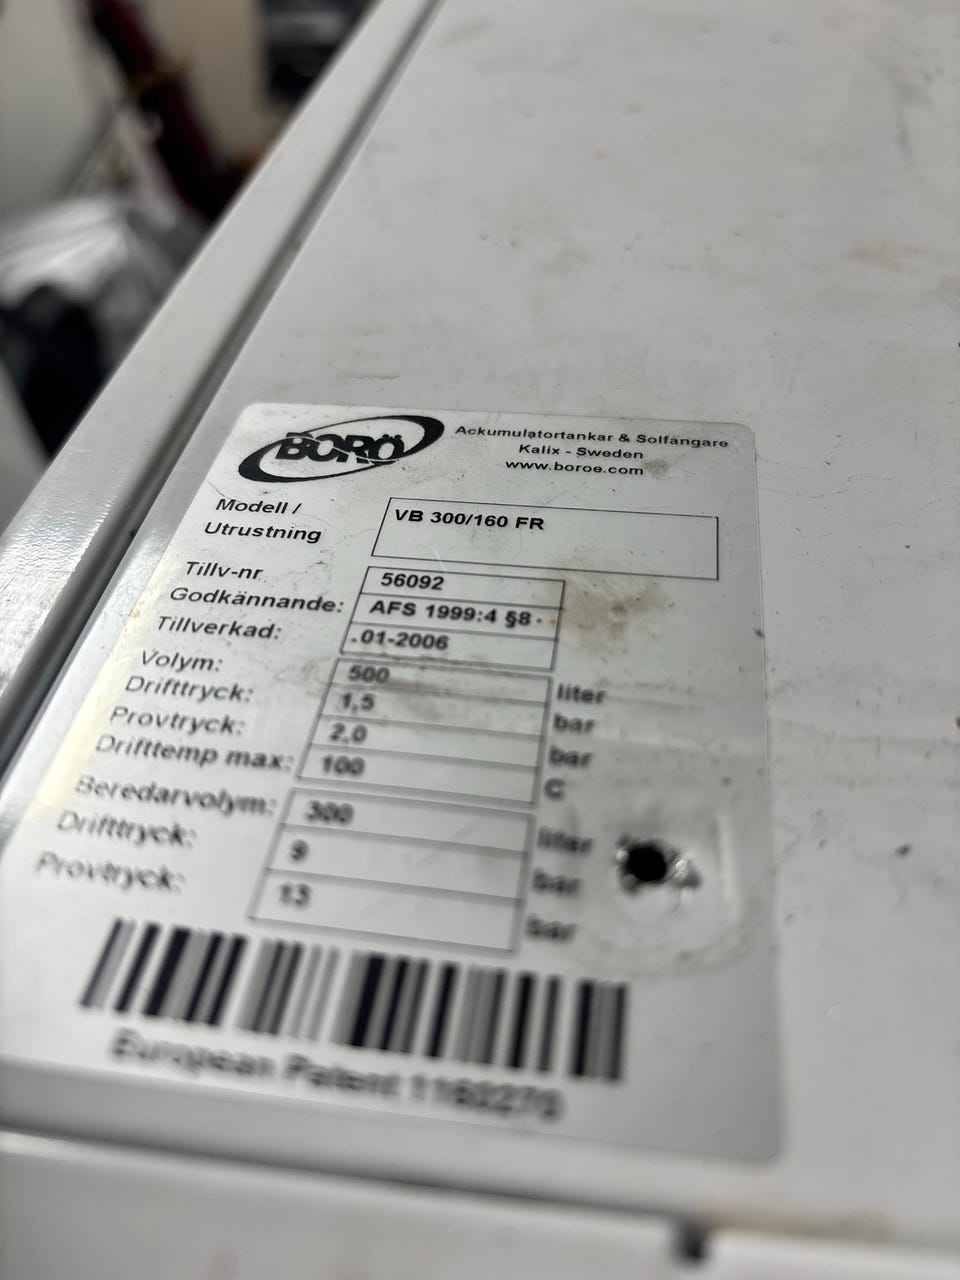 BORÖ
Ackumulatortankar & Solfångare
Kalix - Sweden
www.boroe.com
Modell / Utrustning VB 300/160 FR
Tillv-nr 56092
Godkännande: AFS 1999:4 §8
Tillverkad: 01-2006
Volym: 500 liter
Drifttryck: 1,5 bar
Provtryck: 2,0 bar
Drifttemp max: 100 C
Beredarvolym: 300 liter
Drifttryck: 9 bar
Provtryck: 13 bar
European Patent 1160270